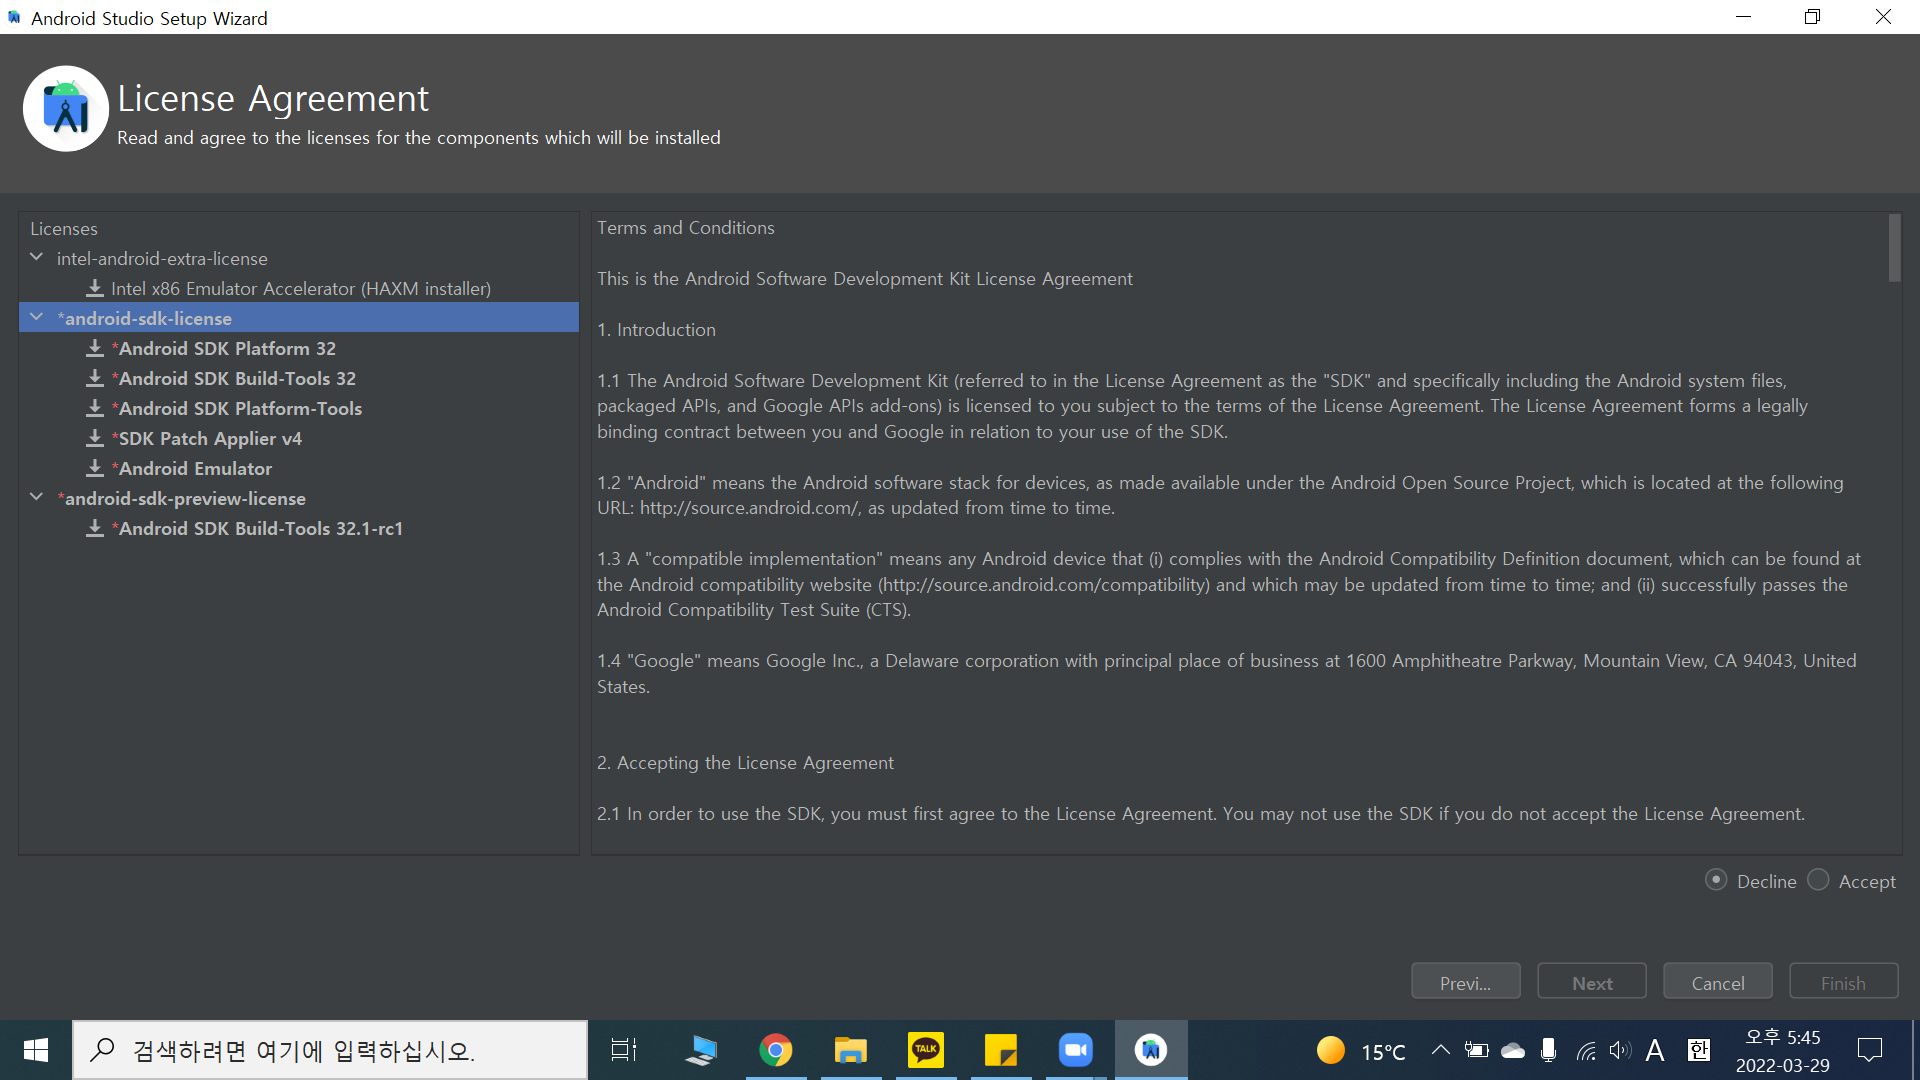 Android Studio Setup Wizard
License Agreement
Read and agree to the licenses for the components which will be installed
Licenses
intel-android-extra-license
Intel x86 Emulator Accelerator (HAXM installer)
*android-sdk-license
*Android SDK Platform 32
*Android SDK Build-Tools 32
*Android SDK Platform-Tools
*SDK Patch Applier v4
*Android Emulator
*android-sdk-preview-license
*Android SDK Build-Tools 32.1-rc1
Terms and Conditions
This is the Android Software Development Kit License Agreement
1. Introduction
1.1 The Android Software Development Kit (referred to in the License Agreement as the "SDK" and specifically including the Android system files,
packaged APIs, and Google APIs add-ons) is licensed to you subject to the terms of the License Agreement. The License Agreement forms a legally
binding contract between you and Google in relation to your use of the SDK.
1.2 "Android" means the Android software stack for devices, as made available under the Android Open Source Project, which is located at the following
URL: http://source.android.com/, as updated from time to time.
1.3 A "compatible implementation" means any Android device that (i) complies with the Android Compatibility Definition document, which can be found at
the Android compatibility website (http://source.android.com/compatibility) and which may be updated from time to time; and (ii) successfully passes the
Android Compatibility Test Suite (CTS).
1.4 "Google" means Google Inc., a Delaware corporation with principal place of business at 1600 Amphitheatre Parkway, Mountain View, CA 94043, United
States.
2. Accepting the License Agreement
2.1 In order to use the SDK, you must first agree to the License Agreement. You may not use the SDK if you do not accept the License Agreement.
Decline
Accept
Previ...
Next
Cancel
Finish
검색하려면 여기에 입력하십시오.
TALK
15°C
A
한
오후 5:45
2022-03-29